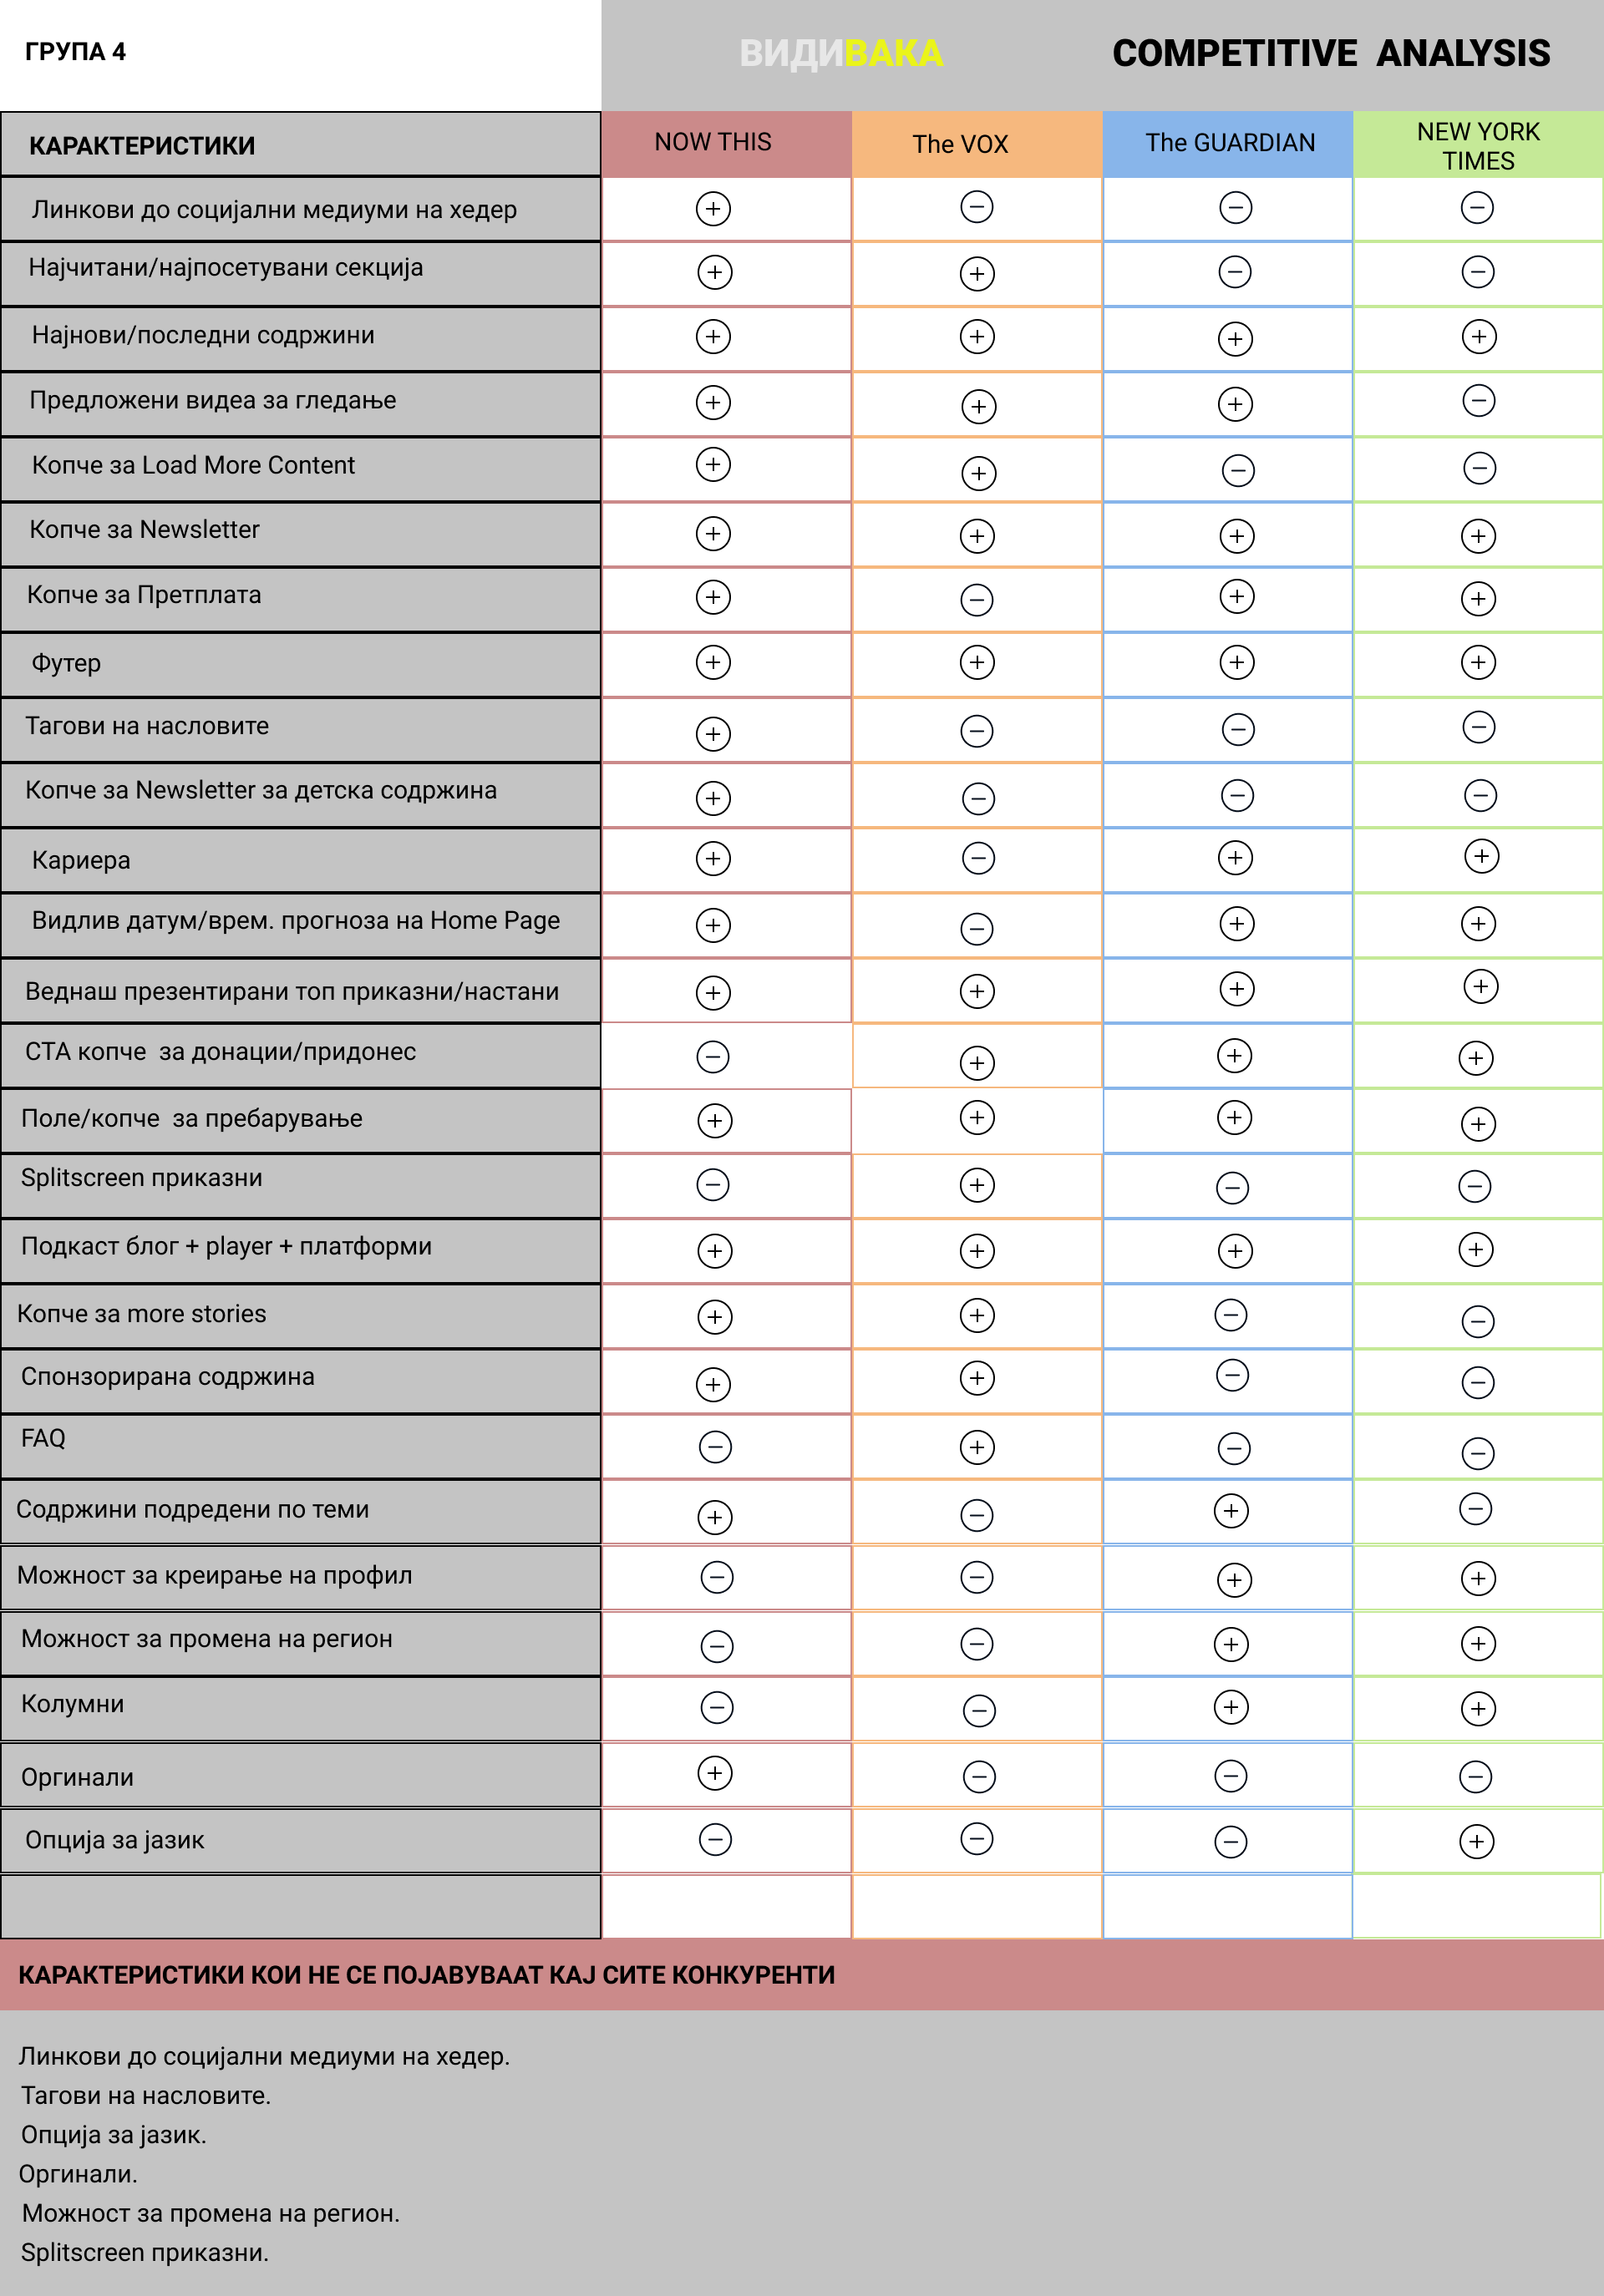 ГРУПА 4
ВИДИВАКА COMPETITIVE ANALYSIS
КАРАКТЕРИСТИКИ NOW THIS The VOX The GUARDIAN NEW YORK TIMES
Линкови до социјални медиуми на хедер + − − −
Најчитани/најпосетувани секција + + − −
Најнови/последни содржини + + + +
Предложени видеа за гледање + + + −
Копче за Load More Content + + − −
Копче за Newsletter + + + +
Копче за Претплата + − + +
Футер + + + +
Тагови на насловите + − − −
Копче за Newsletter за детска содржина + − − −
Кариера + − + +
Видлив датум/врем. прогноза на Home Page + − + +
Веднаш презентирани топ приказни/настани + + + +
СТА копче за донации/придонес − + + +
Поле/копче за пребарување + + + +
Splitscreen приказни − + − −
Подкаст блог + player + платформи + + + +
Копче за more stories + + − −
Спонзорирана содржина + + − −
FAQ − + − −
Содржини подредени по теми + − + −
Можност за креирање на профил − − + +
Можност за промена на регион − − + +
Колумни − − + +
Оргинали + − − −
Опција за јазик − − − +
КАРАКТЕРИСТИКИ КОИ НЕ СЕ ПОЈАВУВААТ КАЈ СИТЕ КОНКУРЕНТИ
Линкови до социјални медиуми на хедер.
Тагови на насловите.
Опција за јазик.
Оргинали.
Можност за промена на регион.
Splitscreen приказни.